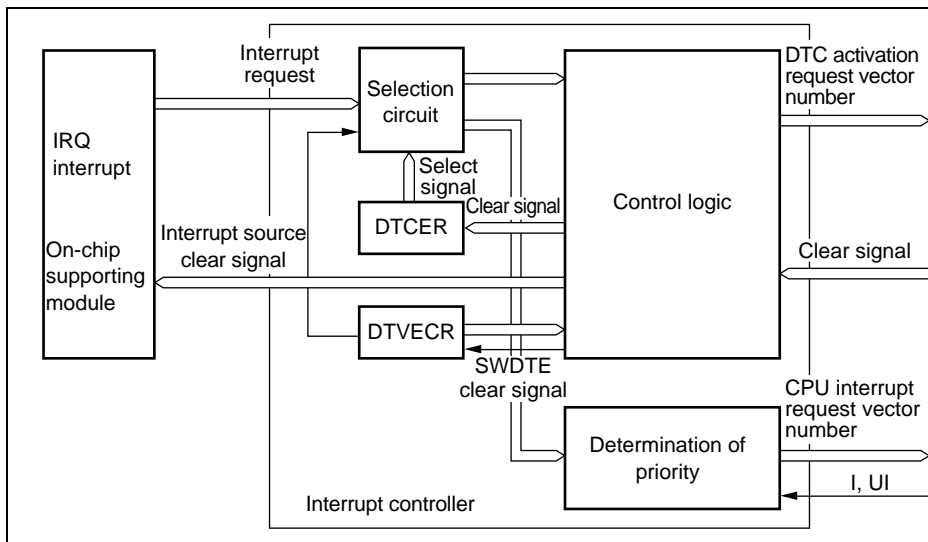 Interrupt
request
IRQ
interrupt
On-chip
supporting
module
Interrupt source
clear signal
Selection
circuit
Select
signal
DTCER
Clear signal
DTVECR
SWDTE
clear signal
Control logic
Determination of
priority
Interrupt controller
DTC activation
request vector
number
Clear signal
CPU interrupt
request vector
number
I, UI